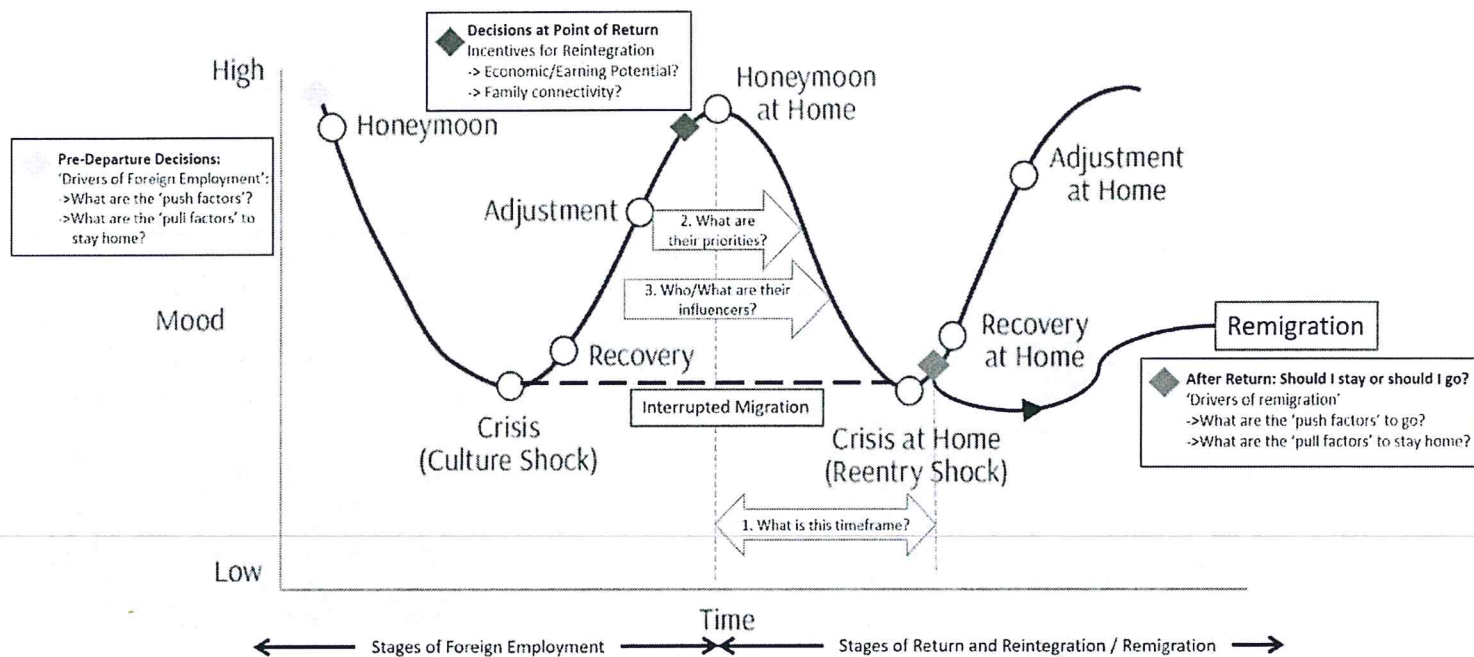 Decisions at Point of Return
Incentives for Reintegration
-> Economic/Earning Potential?
-> Family connectivity?
High
Honeymoon
Honeymoon
at Home
Pre-Departure Decisions:
'Drivers of Foreign Employment':
->What are the 'push factors'?
->What are the 'pull factors' to
stay home?
Adjustment
2. What are
their priorities?
Adjustment
at Home
3. Who/What are their
influencers?
Mood
Recovery
Recovery
at Home
Remigration
Interrupted Migration
After Return: Should I stay or should I go?
'Drivers of remigration'
->What are the 'push factors' to go?
->What are the 'pull factors' to stay home?
Crisis
(Culture Shock)
Crisis at Home
(Reentry Shock)
1. What is this timeframe?
Low
Time
Stages of Foreign Employment
Stages of Return and Reintegration / Remigration